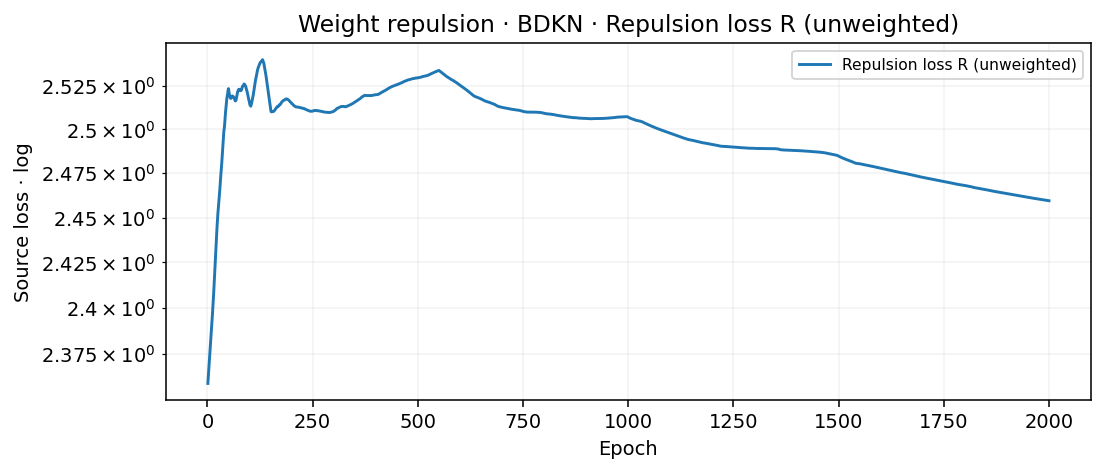 Weight repulsion · BDKN · Repulsion loss R (unweighted)
Repulsion loss R (unweighted)
Source loss · log
2.525 × 10⁰
2.5 × 10⁰
2.475 × 10⁰
2.45 × 10⁰
2.425 × 10⁰
2.4 × 10⁰
2.375 × 10⁰
0 250 500 750 1000 1250 1500 1750 2000
Epoch